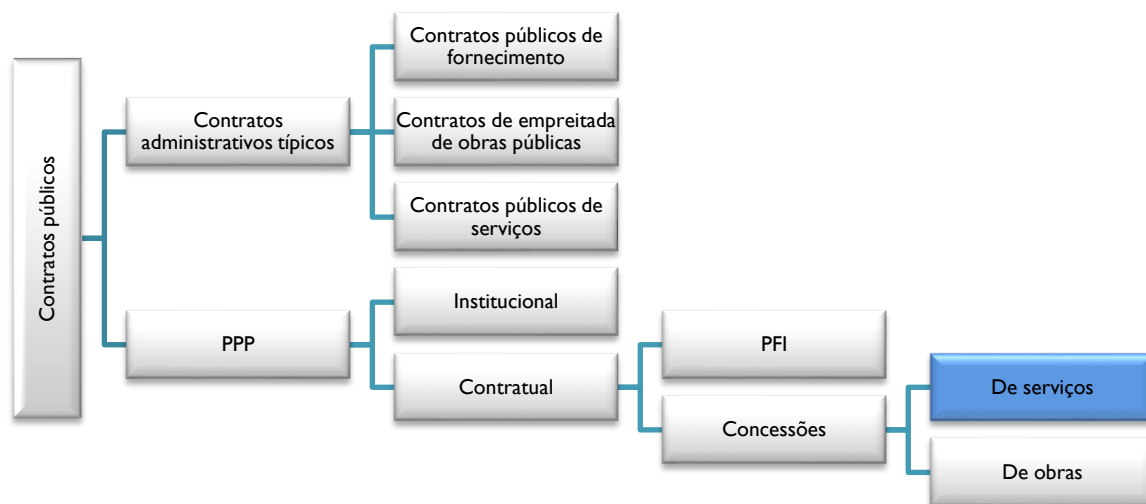 Contratos públicos
Contratos
administrativos típicos
Contratos públicos de
fornecimento
Contratos de empreitada
de obras públicas
Contratos públicos de
serviços
PPP
Institucional
Contratual
PFI
Concessões
De serviços
De obras